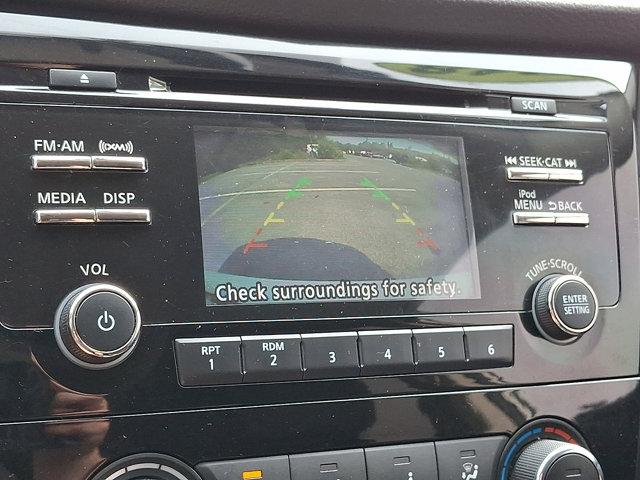 SCAN
FM·AM ((XM))
SEEK·CAT
MEDIA DISP
iPod
MENU BACK
VOL
TUNE·SCROLL
ENTER
SETTING
Check surroundings for safety.
RPT RDM
1 2 3 4 5 6